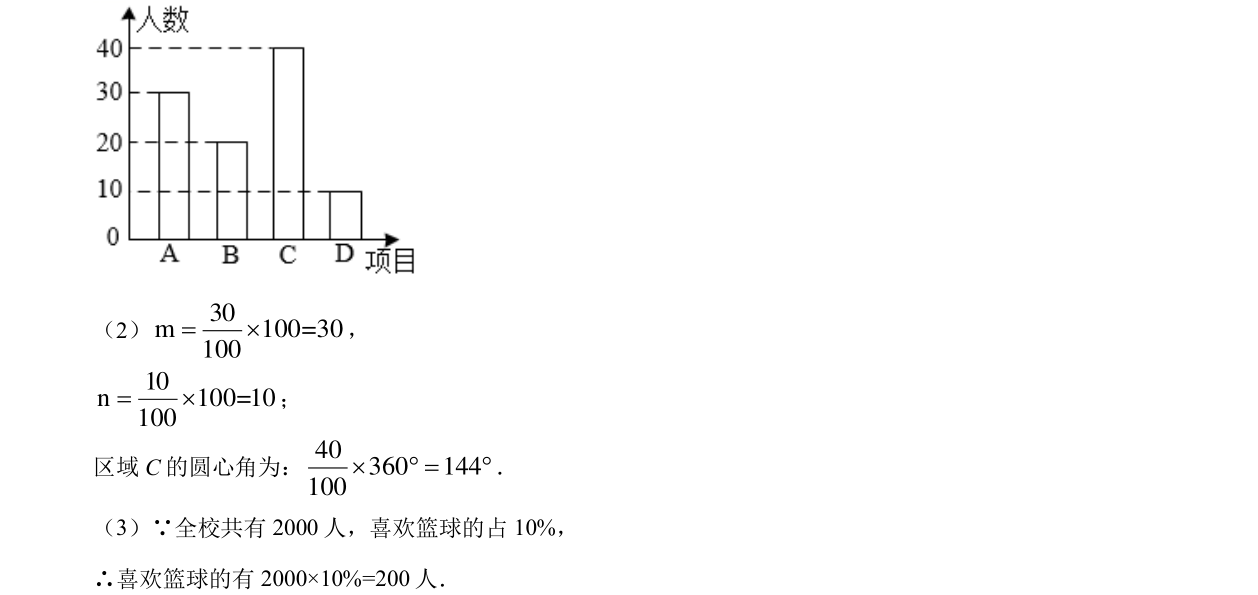 人数
40
30
20
10
0
A B C D 项目
（2）m = 30/100 ×100=30，
n = 10/100 ×100=10；
区域 C 的圆心角为：40/100 ×360° = 144°．
（3）∵全校共有 2000 人，喜欢篮球的占 10%，
∴喜欢篮球的有 2000×10%=200 人．